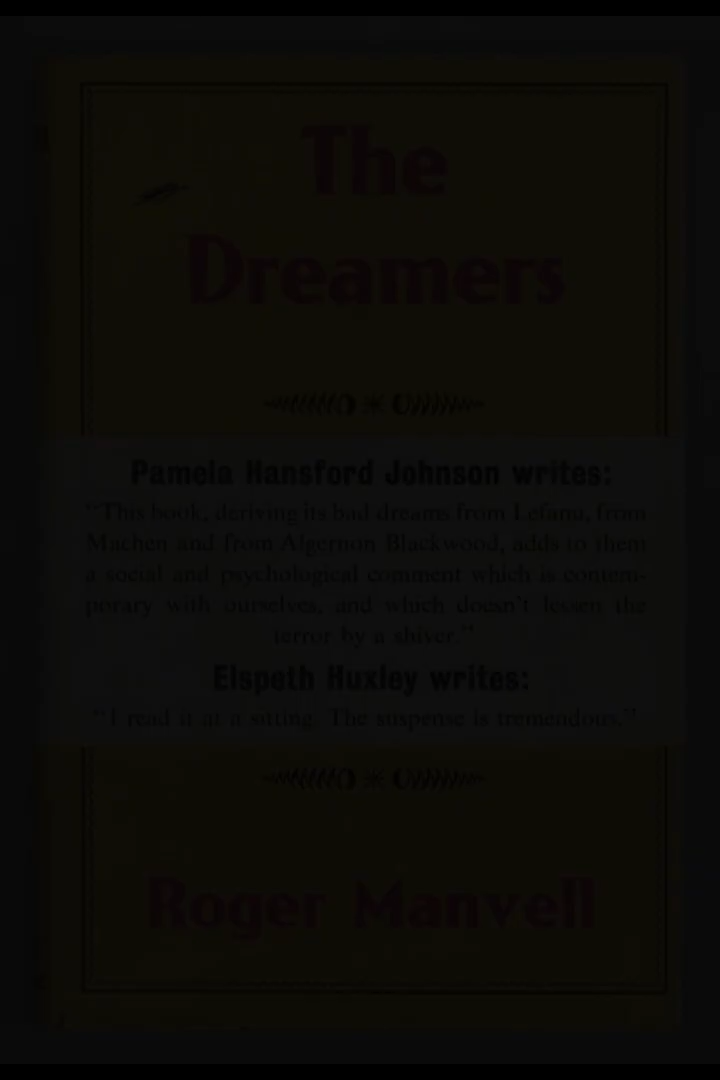 The
Dreamers
Pamela Hansford Johnson writes:
"This book, deriving its bad dreams from Lefanu, from
Machen and from Algernon Blackwood, adds to them
a social and psychological comment which is contem-
porary with ourselves, and which doesn't lessen the
terror by a shiver."
Elspeth Huxley writes:
"I read it at a sitting. The suspense is tremendous."
Roger Manvell